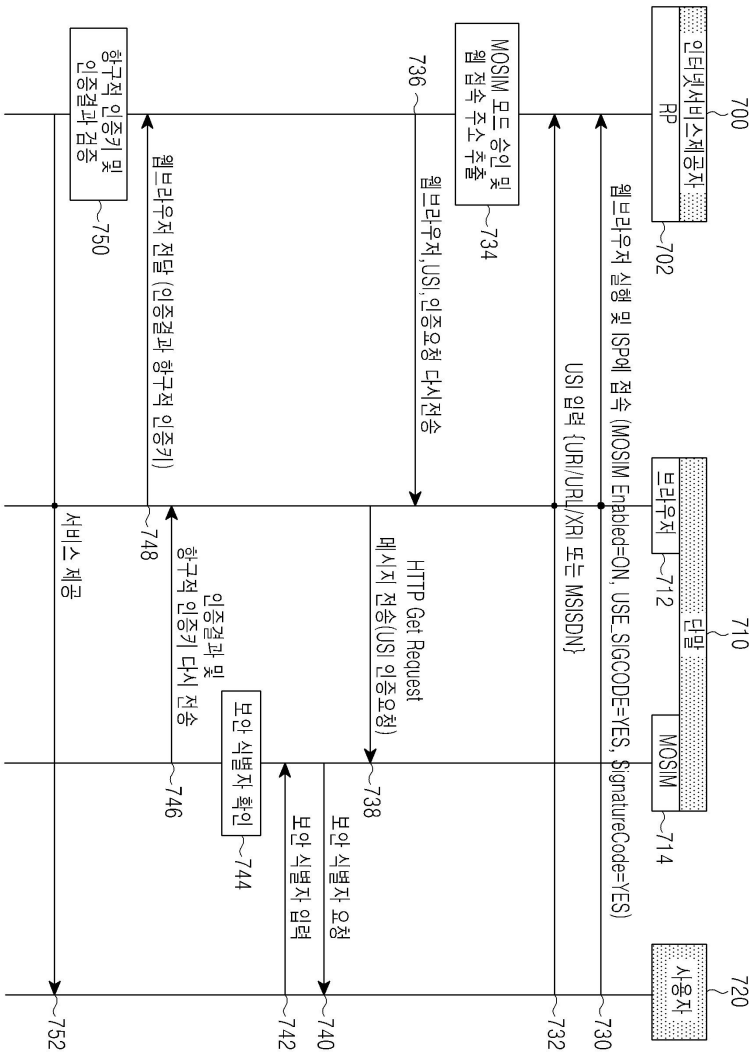 700
인터넷서비스제공자
RP
702
710
단말
브라우저
712
MOSIM
714
720
사용자
웹브라우저 실행 및 ISP에 접속 (MOSIM Enabled=ON, USE_SIGCODE=YES, SignatureCode=YES)
730
USI 입력 {URI/URL/XRI 또는 MSISDN}
732
MOSIM 모드 승인 및
웹 접속 주소 추출
734
736
웹브라우저,USI,인증요청 다시전송
HTTP Get Request
메시지 전송(USI 인증요청)
738
보안 식별자 요청
740
보안 식별자 입력
742
보안 식별자 확인
744
인증결과 및
항구적 인증키 다시 전송
746
웹브라우저 전달 (인증결과 항구적 인증키)
748
항구적 인증키 및
인증결과 검증
750
서비스 제공
752